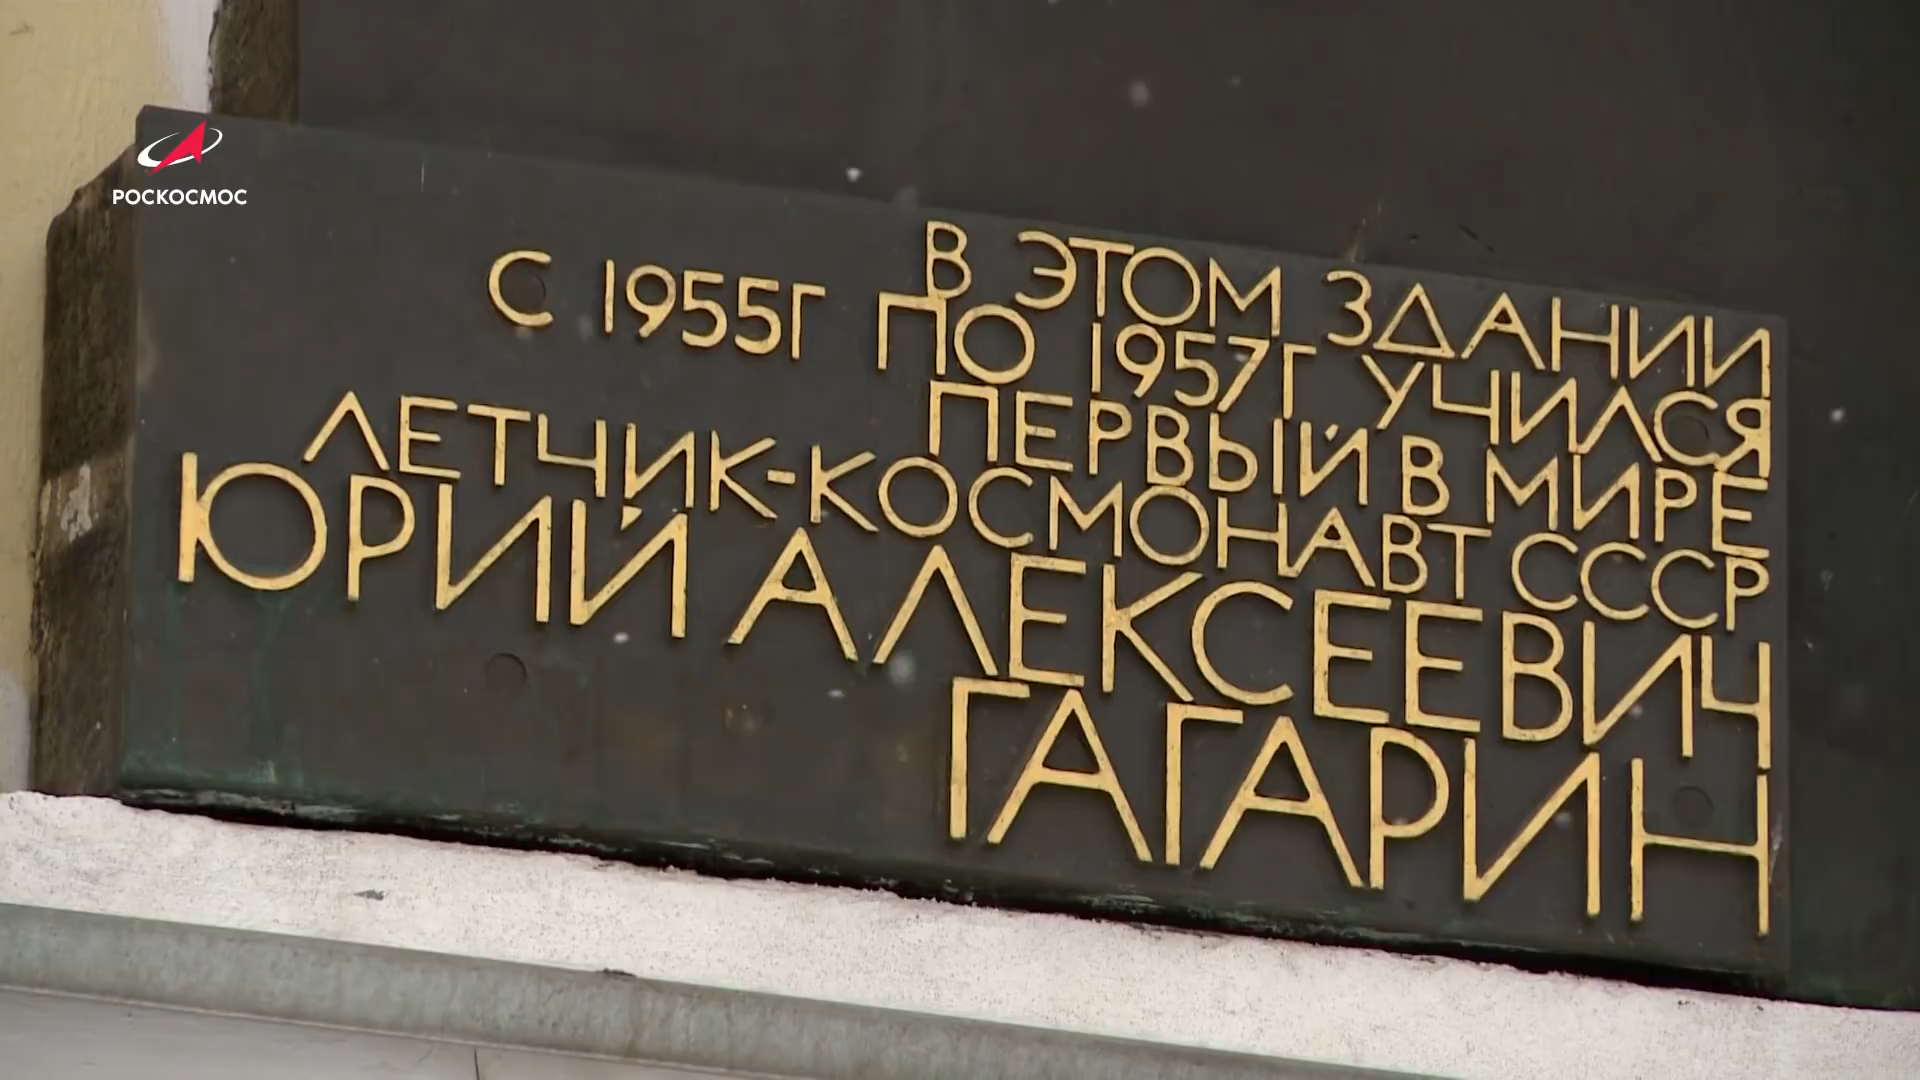 РОСКОСМОС
В ЭТОМ ЗДАНИИ
С 1955Г ПО 1957Г УЧИЛСЯ
ПЕРВЫЙ В МИРЕ
ЛЕТЧИК-КОСМОНАВТ СССР
ЮРИЙ АЛЕКСЕЕВИЧ
ГАГАРИН